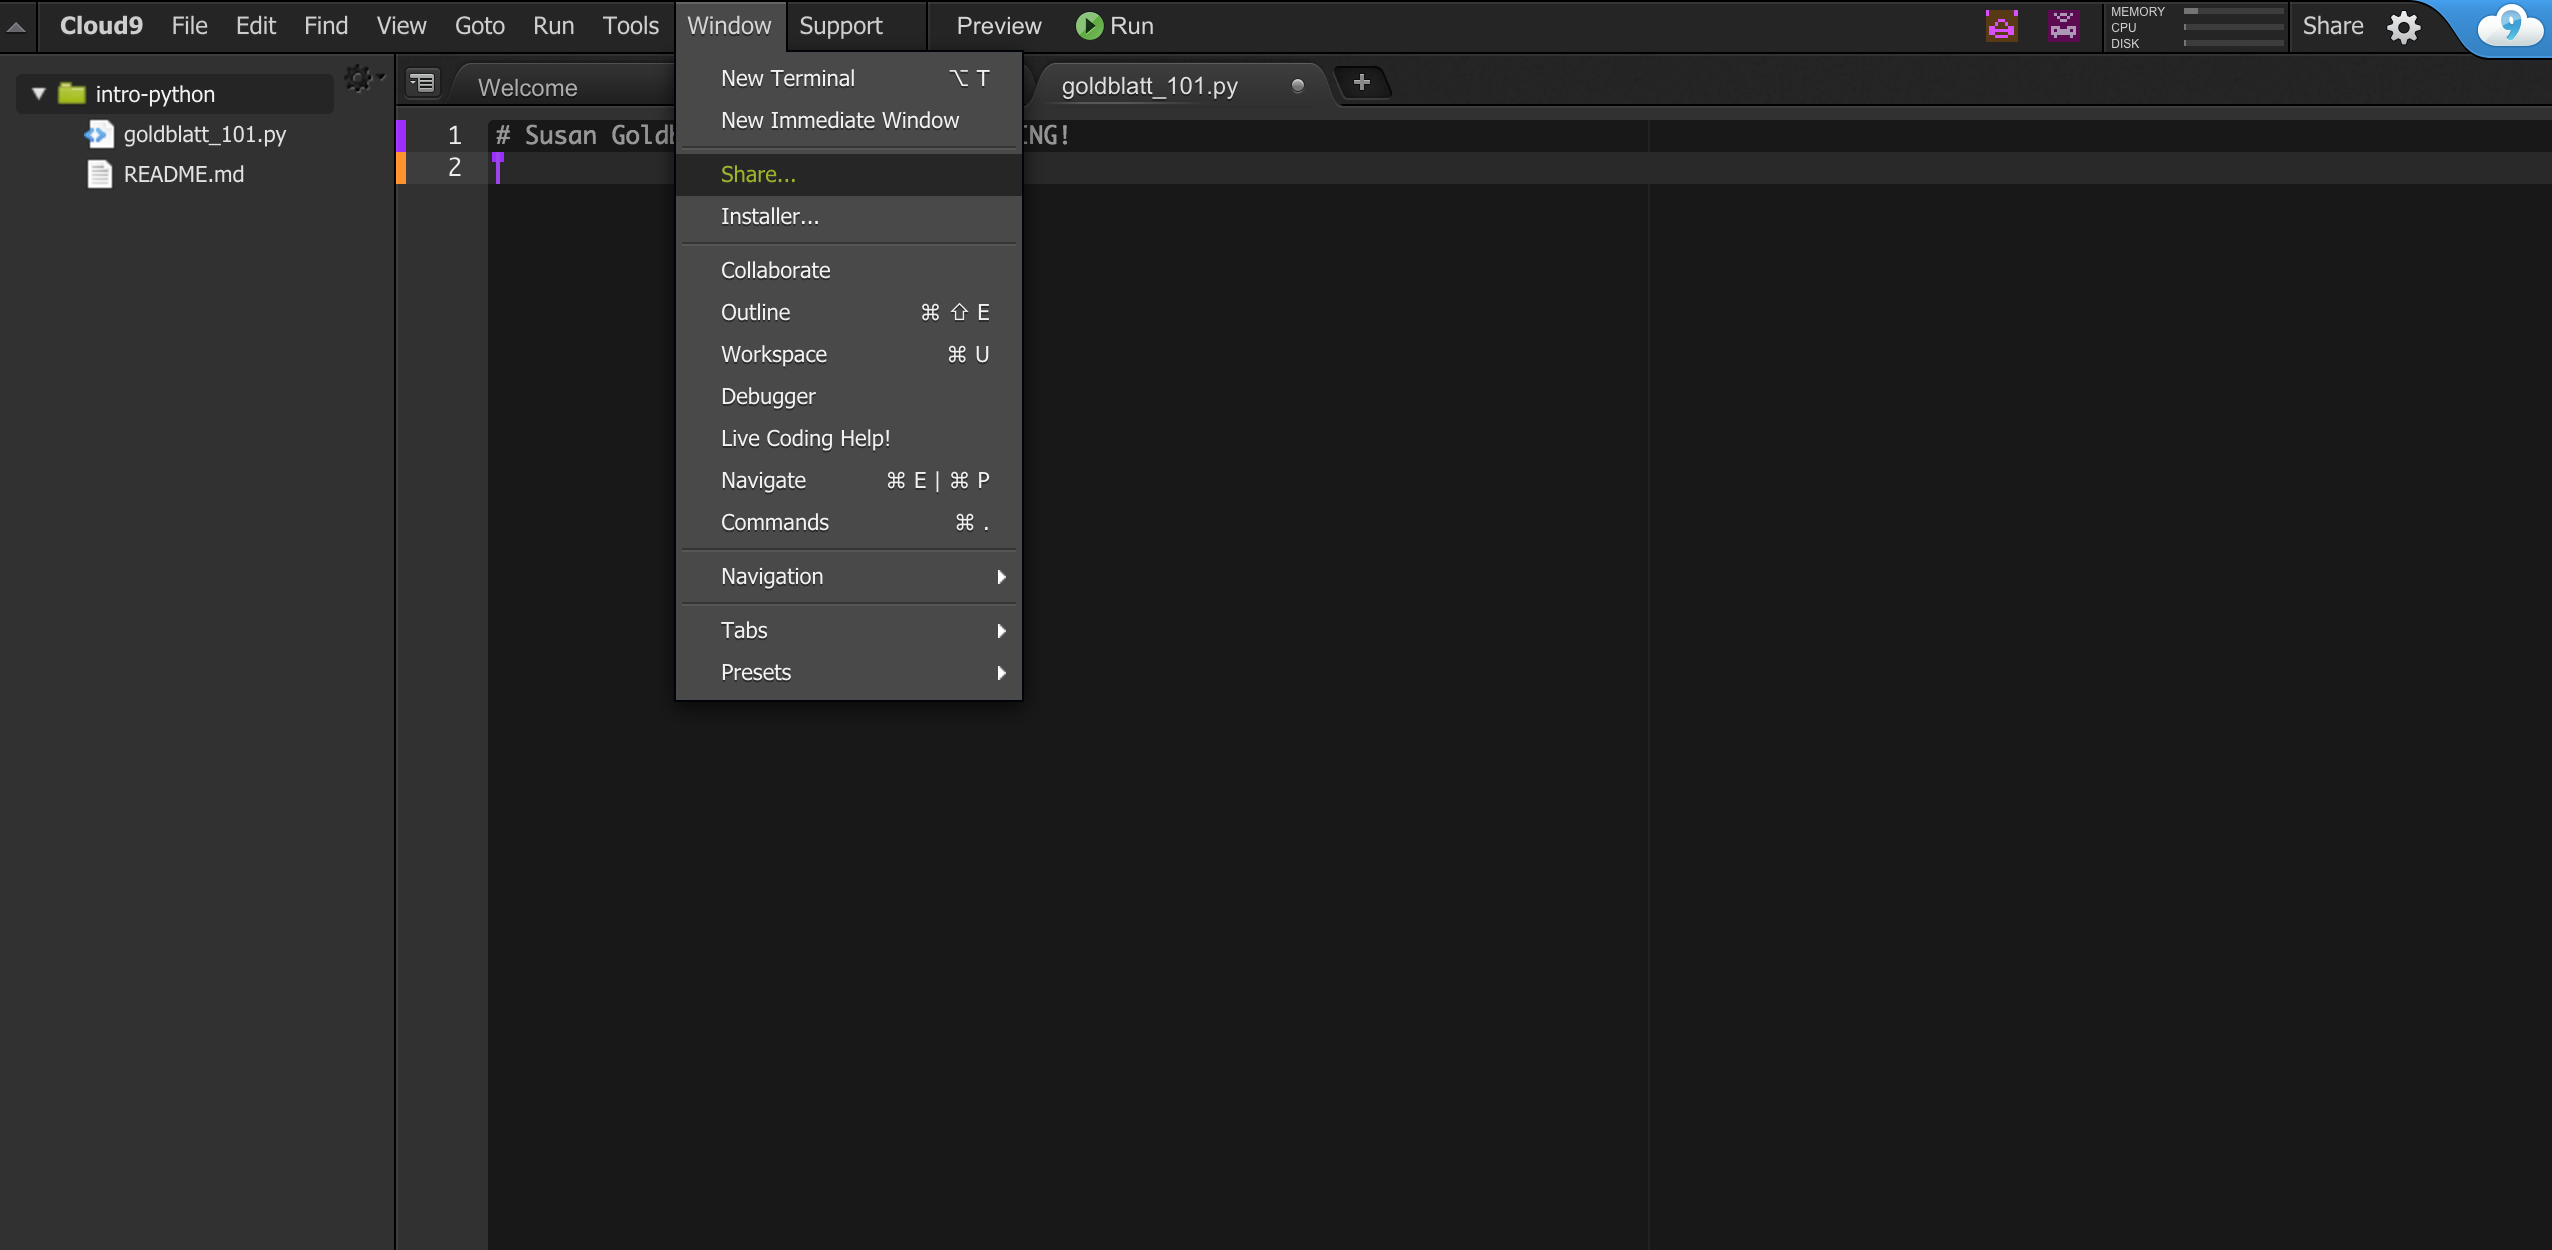 Cloud9 File Edit Find View Goto Run Tools Window Support Preview Run MEMORY CPU DISK Share 9
intro-python
goldblatt_101.py
README.md
Welcome goldblatt_101.py +
1 # Susan Gold NG!
2
New Terminal ⌥ T
New Immediate Window
Share...
Installer...
Collaborate
Outline ⌘ ⇧ E
Workspace ⌘ U
Debugger
Live Coding Help!
Navigate ⌘ E | ⌘ P
Commands ⌘ .
Navigation
Tabs
Presets